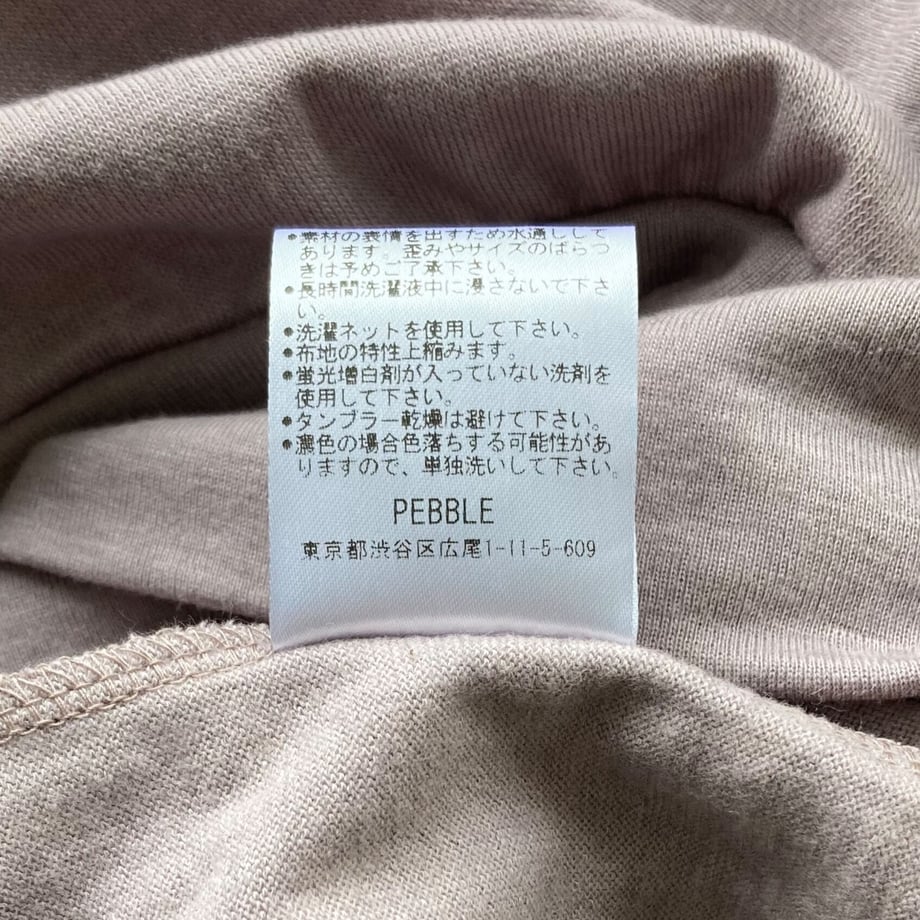 ●素材の表情を出すため水通しして
あります。歪みやサイズのばらつ
きは予めご了承下さい。
●長時間洗濯液中に浸さないで下さ
い。
●洗濯ネットを使用して下さい。
●布地の特性上縮みます。
●蛍光増白剤が入っていない洗剤を
使用して下さい。
●タンブラー乾燥は避けて下さい。
●濃色の場合色落ちする可能性があ
りますので、単独洗いして下さい。
PEBBLE
東京都渋谷区広尾1-11-5-609